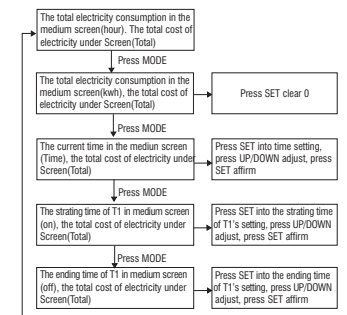 The total electricity consumption in the
medium screen(hour). The total cost of
electricity under Screen(Total)
Press MODE
The total electricity consumption in the
medium screen(kwh), the total cost of
electricity under Screen(Total)
Press SET clear 0
Press MODE
The current time in the mediun screen
(Time), the total cost of electricity under
Screen(Total)
Press SET into time setting,
press UP/DOWN adjust, press
SET affirm
Press MODE
The strating time of T1 in medium screen
(on), the total cost of electricity under
Screen(Total)
Press SET into the strating time
of T1's setting, press UP/DOWN
adjust, press SET affirm
Press MODE
The ending time of T1 in medium screen
(off), the total cost of electricity under
Screen(Total)
Press SET into the ending time
of T1's setting, press UP/DOWN
adjust, press SET affirm